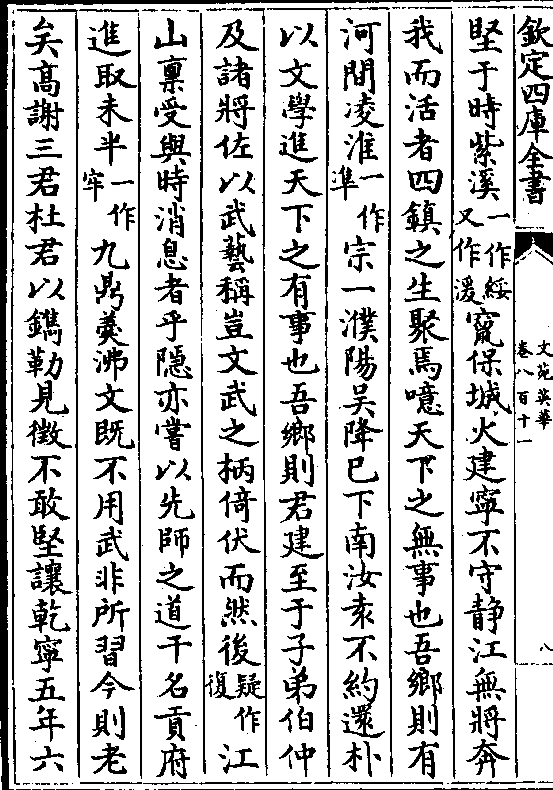 欽定四庫全書
文苑英華
卷八百十一
八
堅于時紫溪一作綏又作湲寇保城火建寧不守静江無將奔
我而活者四鎮之生聚焉噫天下之無事也吾鄉則有
河間凌淮一作準宗一濮陽吴降已下南汝袁不約還朴
以文學進天下之有事也吾鄉則君建至于子弟伯仲
及諸將佐以武藝稱豈文武之柄倚伏而然後疑作復江
山稟受與時消息者乎隱亦嘗以先師之道干名貢府
進取未半一作牢九鼎羮沸文既不用武非所習今則老
矣高謝三君杜君以鐫勒見徵不敢堅讓乾寧五年六